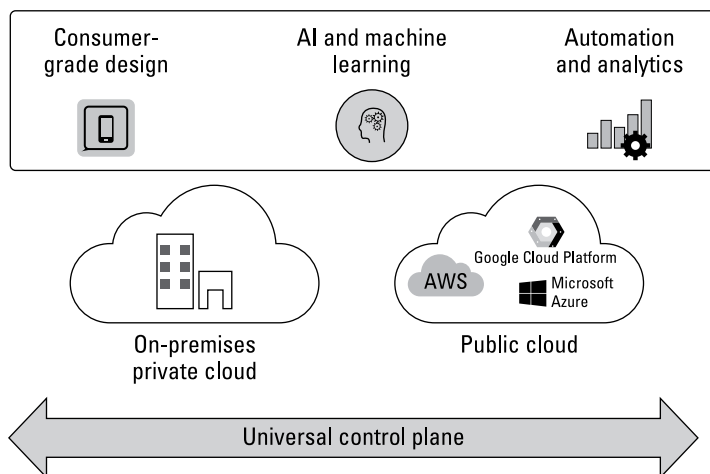 Consumer-
grade design
AI and machine
learning
Automation
and analytics
Google Cloud Platform
AWS
Microsoft
Azure
On-premises
private cloud
Public cloud
Universal control plane